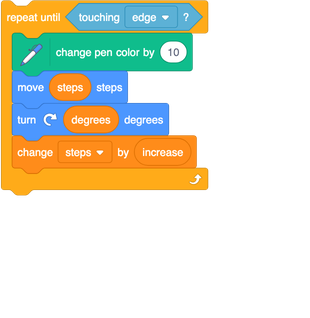 repeat until touching edge ?
change pen color by 10
move steps steps
turn degrees degrees
change steps by increase